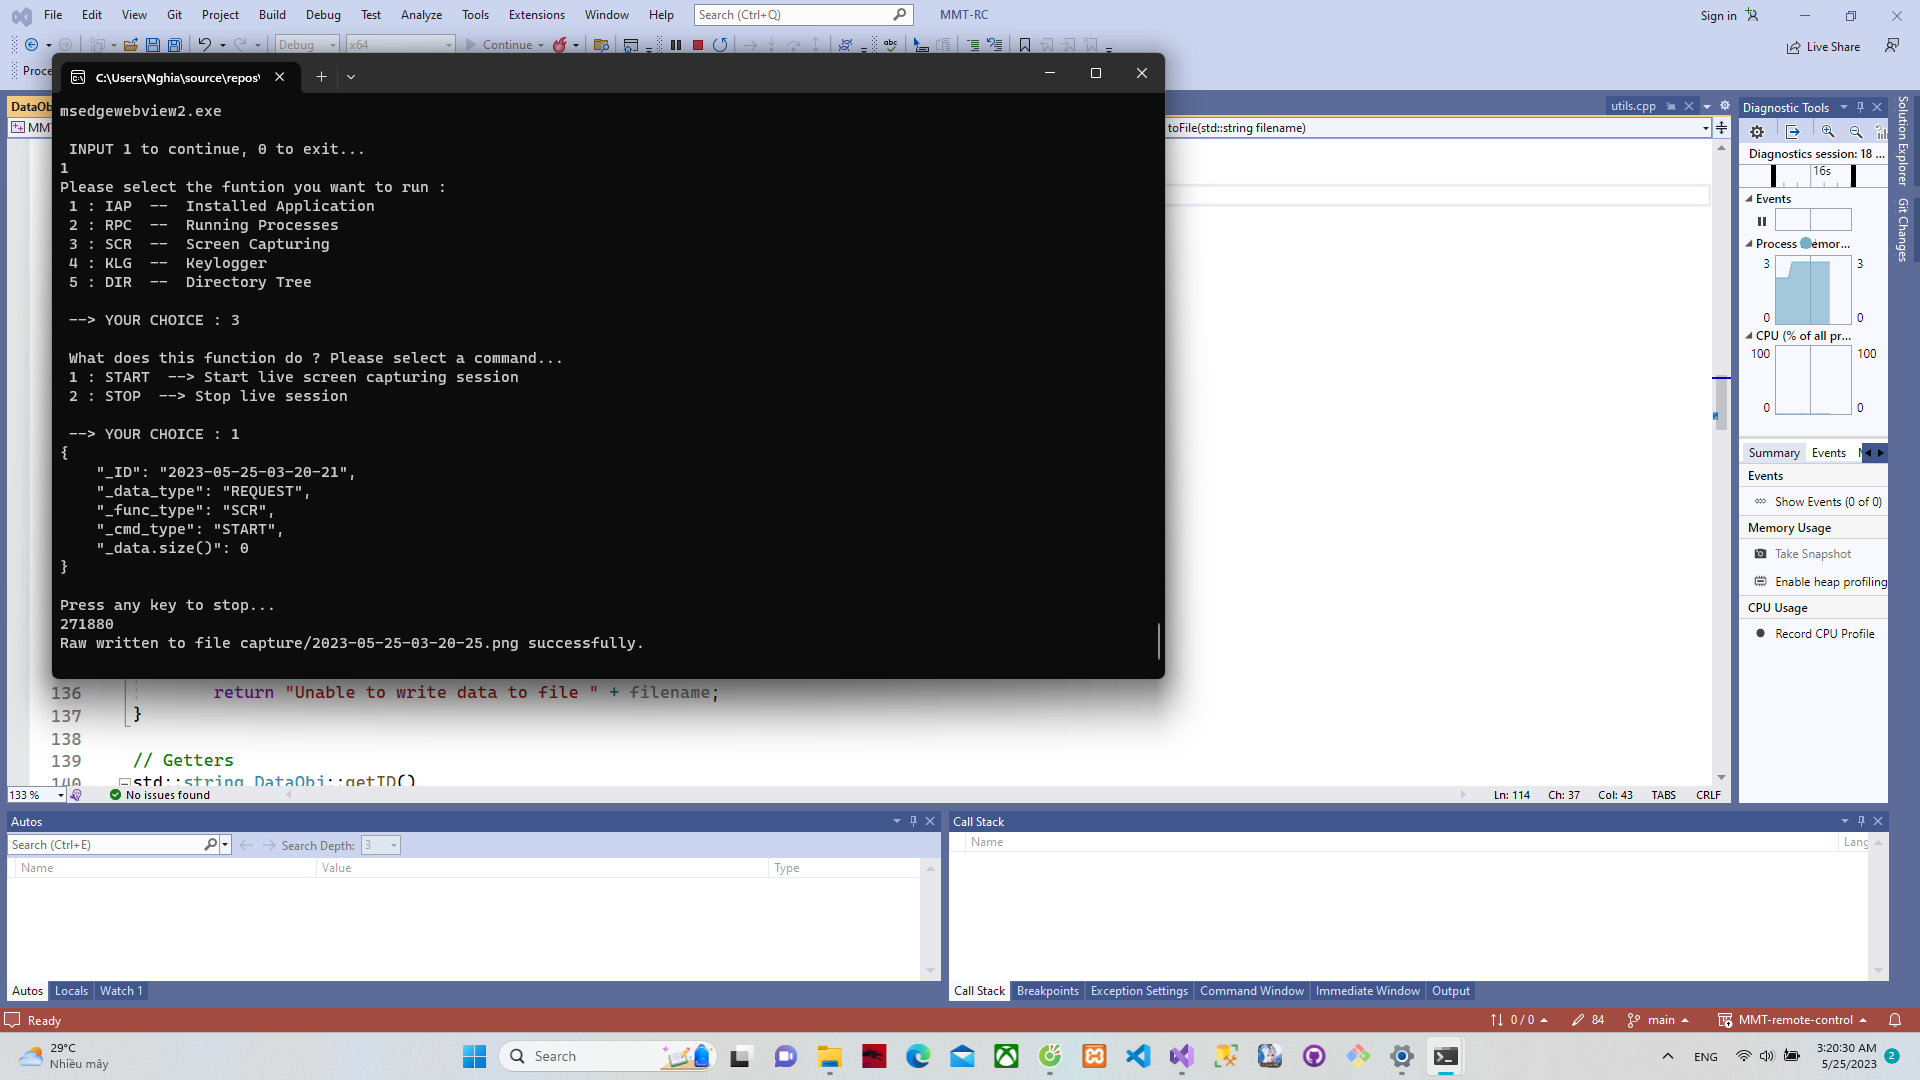 File Edit View Git Project Build Debug Test Analyze Tools Extensions Window Help Search (Ctrl+Q) MMT-RC Sign in
Debug x64 Continue Live Share
Proce
C:\Users\Nghia\source\repos\
DataOb
utils.cpp
Diagnostic Tools
MM
toFile(std::string filename)
msedgewebview2.exe
INPUT 1 to continue, 0 to exit...
1
Please select the funtion you want to run :
1 : IAP -- Installed Application
2 : RPC -- Running Processes
3 : SCR -- Screen Capturing
4 : KLG -- Keylogger
5 : DIR -- Directory Tree
--> YOUR CHOICE : 3
What does this function do ? Please select a command...
1 : START --> Start live screen capturing session
2 : STOP --> Stop live session
--> YOUR CHOICE : 1
{
"_ID": "2023-05-25-03-20-21",
"_data_type": "REQUEST",
"_func_type": "SCR",
"_cmd_type": "START",
"_data.size()": 0
}
Press any key to stop...
271880
Raw written to file capture/2023-05-25-03-20-25.png successfully.
136 return "Unable to write data to file " + filename;
137 }
138
139 // Getters
140 std::string DataObj::getID()
133 % No issues found Ln: 114 Ch: 37 Col: 43 TABS CRLF
Diagnostics session: 18 ...
16s
Events
Process emor...
3 3
0 0
CPU (% of all pr...
100 100
0 0
Summary Events
Events
Show Events (0 of 0)
Memory Usage
Take Snapshot
Enable heap profiling
CPU Usage
Record CPU Profile
Solution Explorer
Git Changes
Autos
Search (Ctrl+E) Search Depth: 3
Name Value Type
Autos Locals Watch 1
Call Stack
Name Lang
Call Stack Breakpoints Exception Settings Command Window Immediate Window Output
Ready 0 / 0 84 main MMT-remote-control
29°C
Nhiều mây
Search
ENG
3:20:30 AM
5/25/2023
2